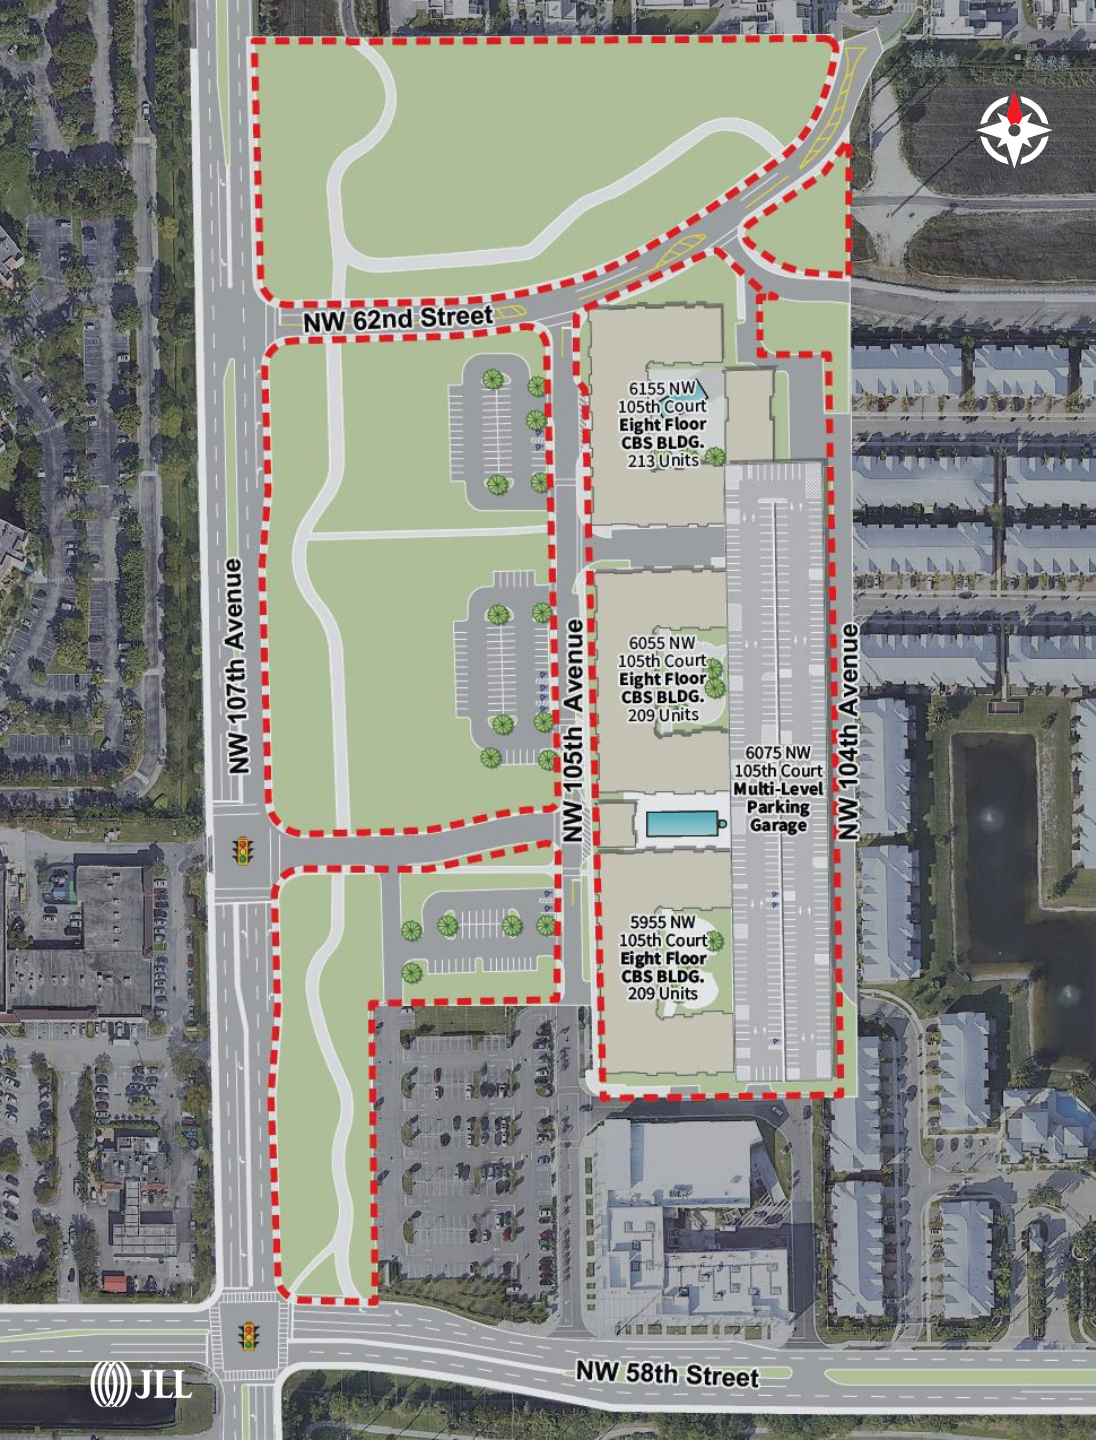 NW 62nd Street
6155 NW
105th Court
Eight Floor
CBS BLDG.
213 Units
NW 107th Avenue
NW 105th Avenue
6055 NW
105th Court
Eight Floor
CBS BLDG.
209 Units
NW 104th Avenue
6075 NW
105th Court
Multi-Level
Parking
Garage
5955 NW
105th Court
Eight Floor
CBS BLDG.
209 Units
NW 58th Street
JLL